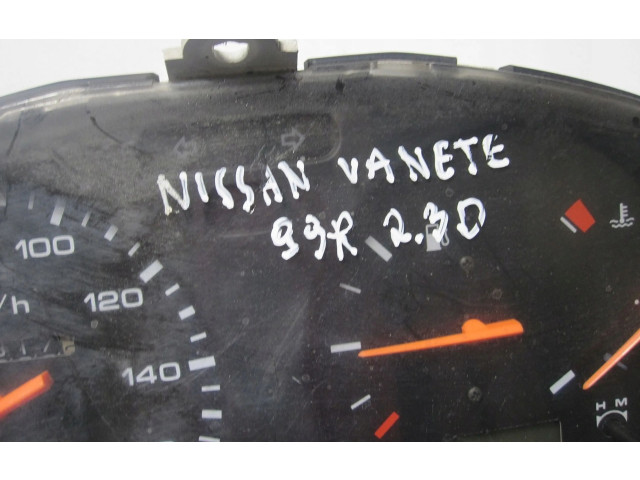 NISSAN VANETE
99R 2.3D
100
/h
120
140
H M